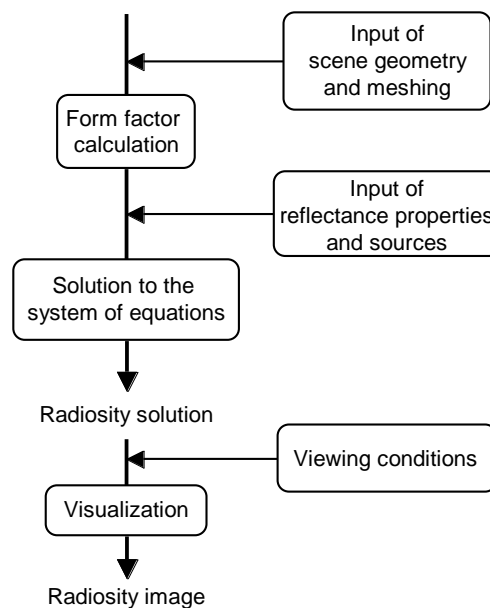 Input of
scene geometry
and meshing
Form factor
calculation
Input of
reflectance properties
and sources
Solution to the
system of equations
Radiosity solution
Viewing conditions
Visualization
Radiosity image